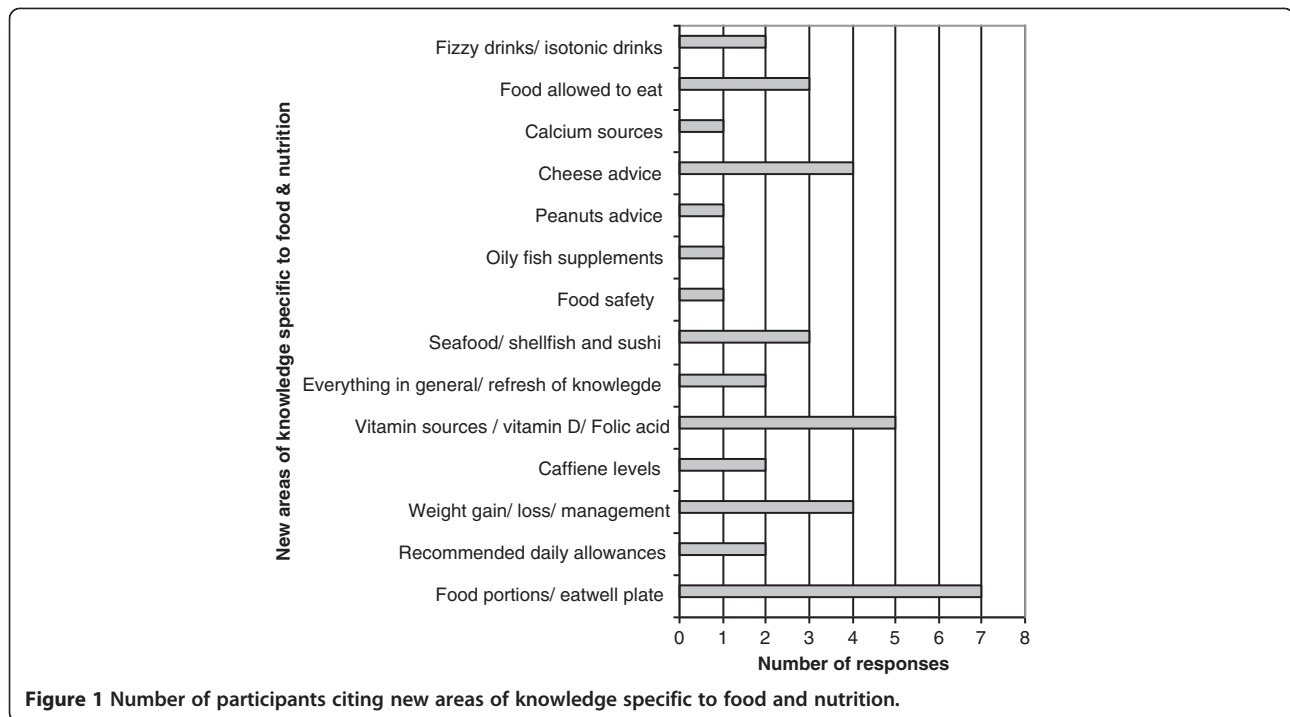 New areas of knowledge specific to food & nutrition
Fizzy drinks/ isotonic drinks
Food allowed to eat
Calcium sources
Cheese advice
Peanuts advice
Oily fish supplements
Food safety
Seafood/ shellfish and sushi
Everything in general/ refresh of knowlegde
Vitamin sources / vitamin D/ Folic acid
Caffiene levels
Weight gain/ loss/ management
Recommended daily allowances
Food portions/ eatwell plate
0 1 2 3 4 5 6 7 8
Number of responses
Figure 1 Number of participants citing new areas of knowledge specific to food and nutrition.